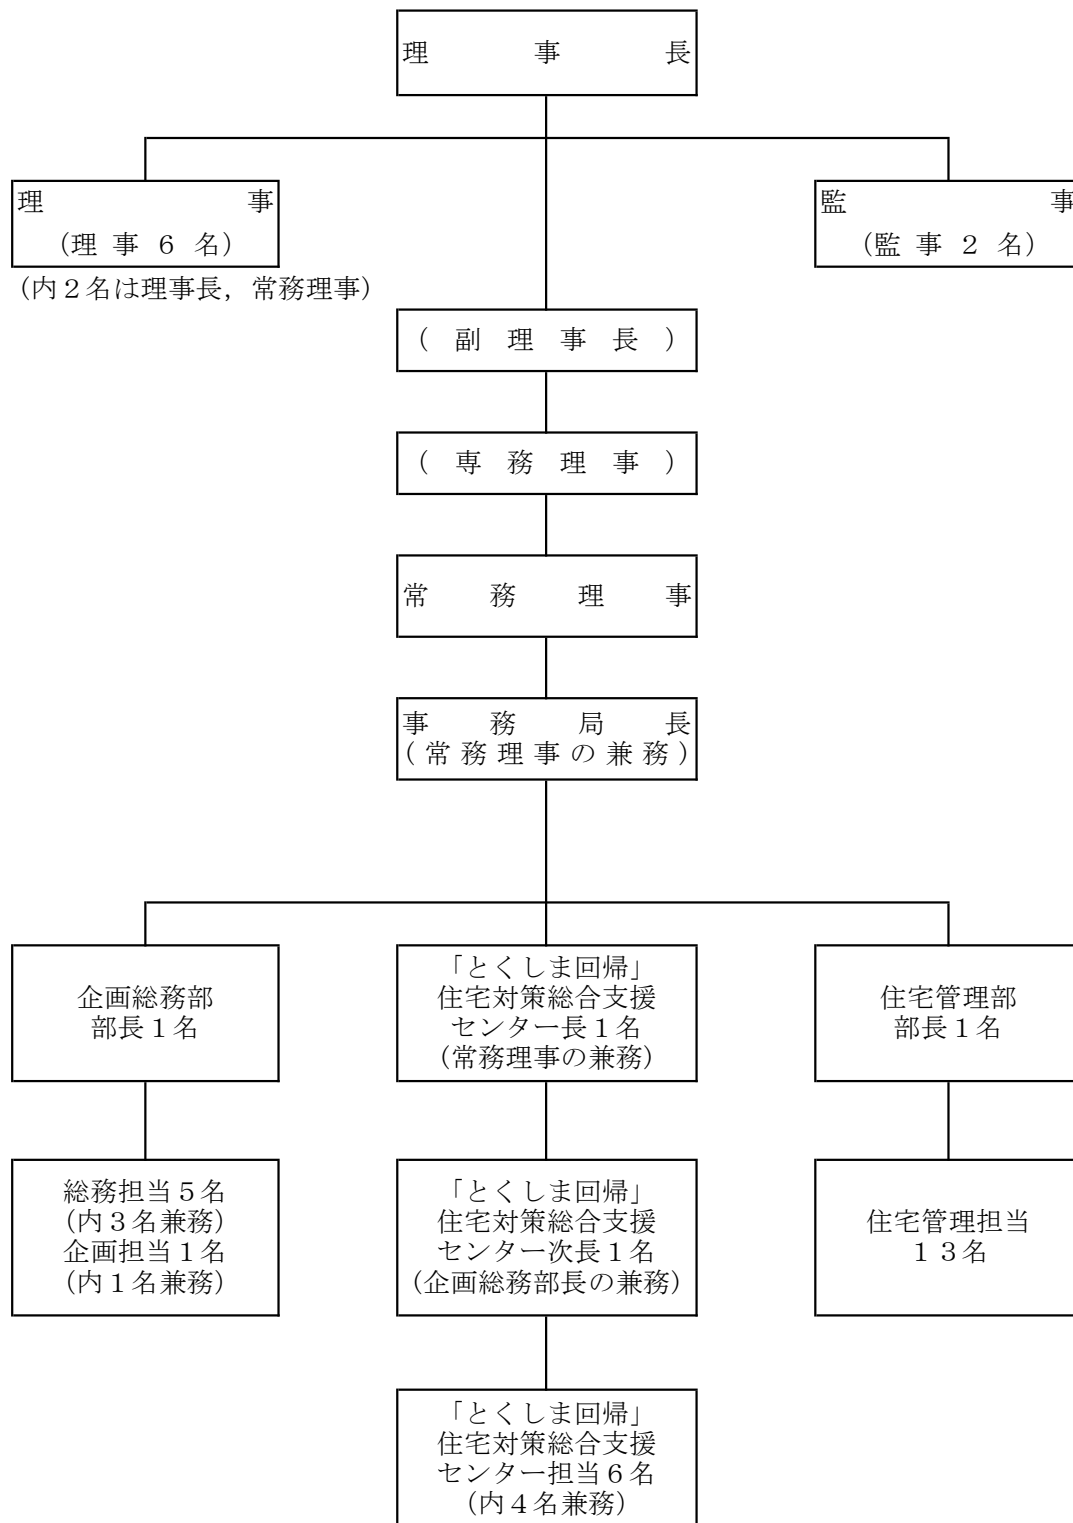 理事長
理事
（理事６名）
監事
（監事２名）
（内２名は理事長，常務理事）
（副理事長）
（専務理事）
常務理事
事務局長
（常務理事の兼務）
企画総務部
部長１名
「とくしま回帰」
住宅対策総合支援
センター長１名
（常務理事の兼務）
住宅管理部
部長１名
総務担当５名
（内３名兼務）
企画担当１名
（内１名兼務）
「とくしま回帰」
住宅対策総合支援
センター次長１名
（企画総務部長の兼務）
住宅管理担当
１３名
「とくしま回帰」
住宅対策総合支援
センター担当６名
（内４名兼務）